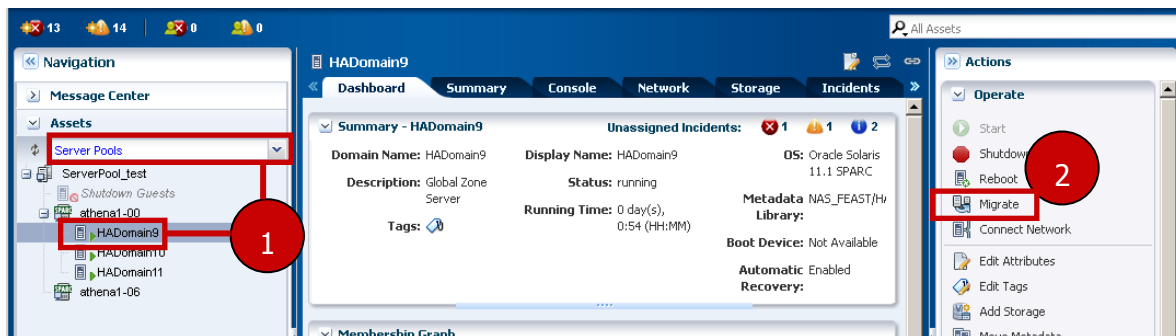 13 14 0 0 All Assets
Navigation
Message Center
Assets
Server Pools
ServerPool_test
Shutdown Guests
athena1-00
HADomain9
HADomain10
HADomain11
athena1-06
1
HADomain9
Dashboard Summary Console Network Storage Incidents
Summary - HADomain9 Unassigned Incidents: 1 1 2
Domain Name: HADomain9 Display Name: HADomain9 OS: Oracle Solaris
11.1 SPARC
Description: Global Zone Status: running
Server
Metadata NAS_FEAST/H
Library:
Running Time: 0 day(s),
0:54 (HH:MM)
Tags:
Boot Device: Not Available
Automatic Enabled
Recovery:
Membership Graph
Actions
Operate
Start
Shutdow
Reboot
2
Migrate
Connect Network
Edit Attributes
Edit Tags
Add Storage
Move Metadata